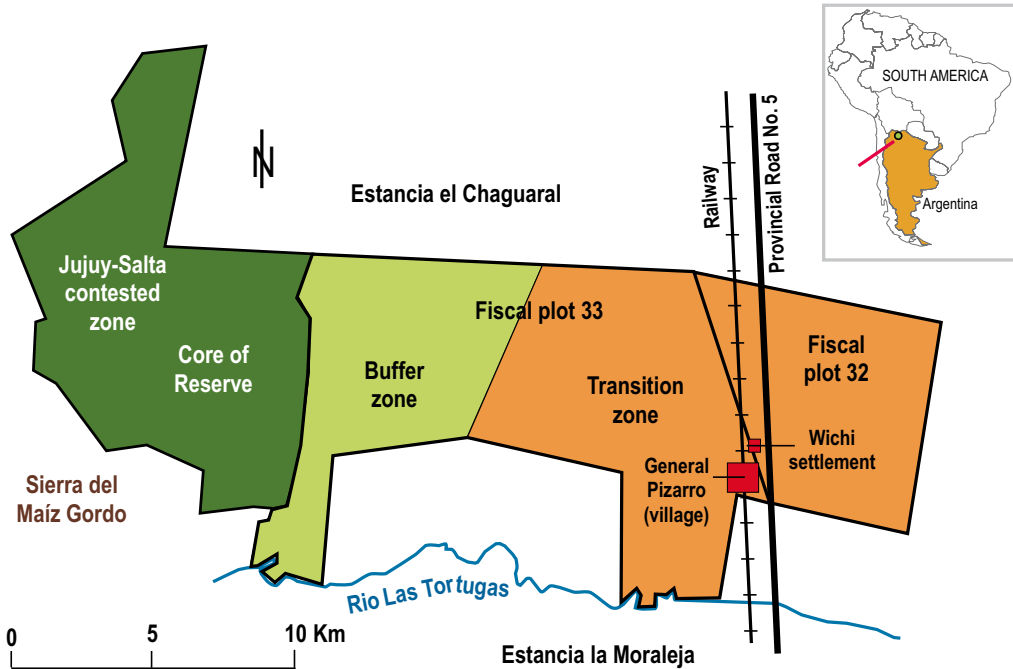 SOUTH AMERICA
Argentina
N
Estancia el Chaguaral
Railway
Provincial Road No. 5
Jujuy-Salta
contested
zone
Core of
Reserve
Fiscal plot 33
Buffer
zone
Transition
zone
Fiscal
plot 32
Wichi
settlement
General
Pizarro
(village)
Sierra del
Maíz Gordo
Rio Las Tortugas
0 5 10 Km
Estancia la Moraleja